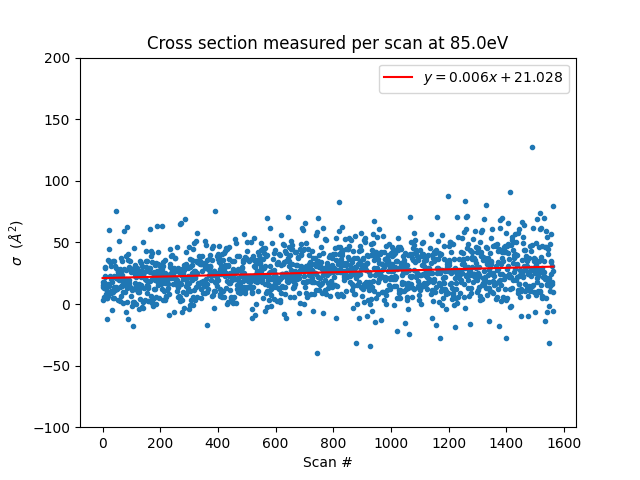 Cross section measured per scan at 85.0eV
y = 0.006x + 21.028
200
150
100
50
0
−50
−100
σ (Å²)
0 200 400 600 800 1000 1200 1400 1600
Scan #